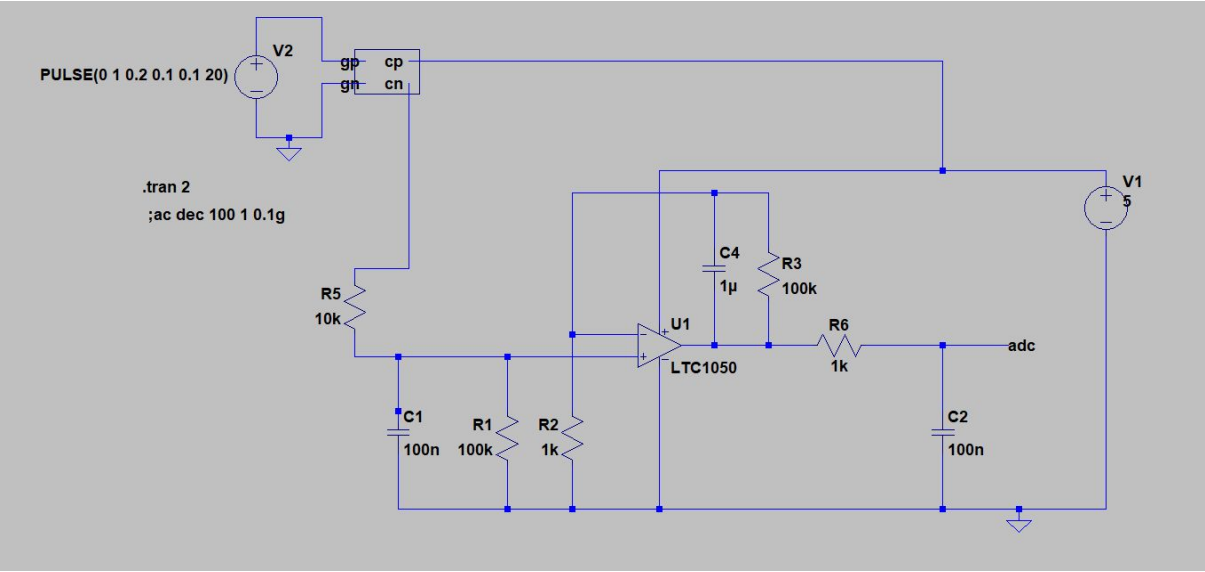 V2
PULSE(0 1 0.2 0.1 0.1 20)
gp cp
gn cn
.tran 2
;ac dec 100 1 0.1g
V1
5
C4
1µ
R3
100k
R5
10k
U1
LTC1050
R6
1k
adc
C1
100n
R1
100k
R2
1k
C2
100n